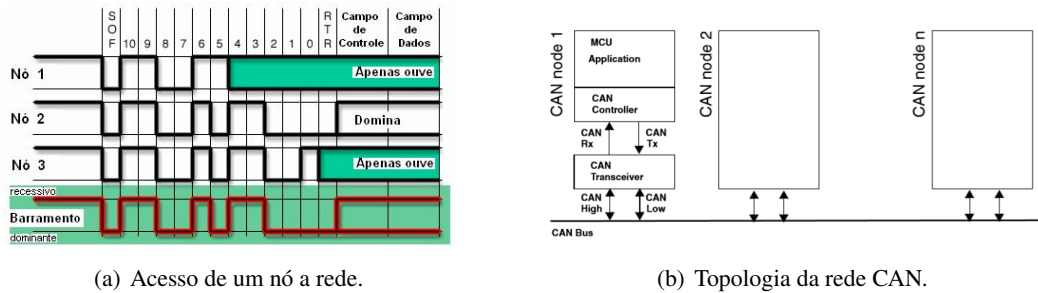 S
O
F
10 9 8 7 6 5 4 3 2 1 0
R
T
R
Campo
de
Controle
Campo
de
Dados
Nó 1
Apenas ouve
Nó 2
Domina
Nó 3
Apenas ouve
recessivo
Barramento
dominante
(a) Acesso de um nó a rede.
CAN node 1
MCU
Application
CAN
Controller
CAN
Rx
CAN
Tx
CAN
Transceiver
CAN
High
CAN
Low
CAN Bus
CAN node 2
CAN node n
(b) Topologia da rede CAN.